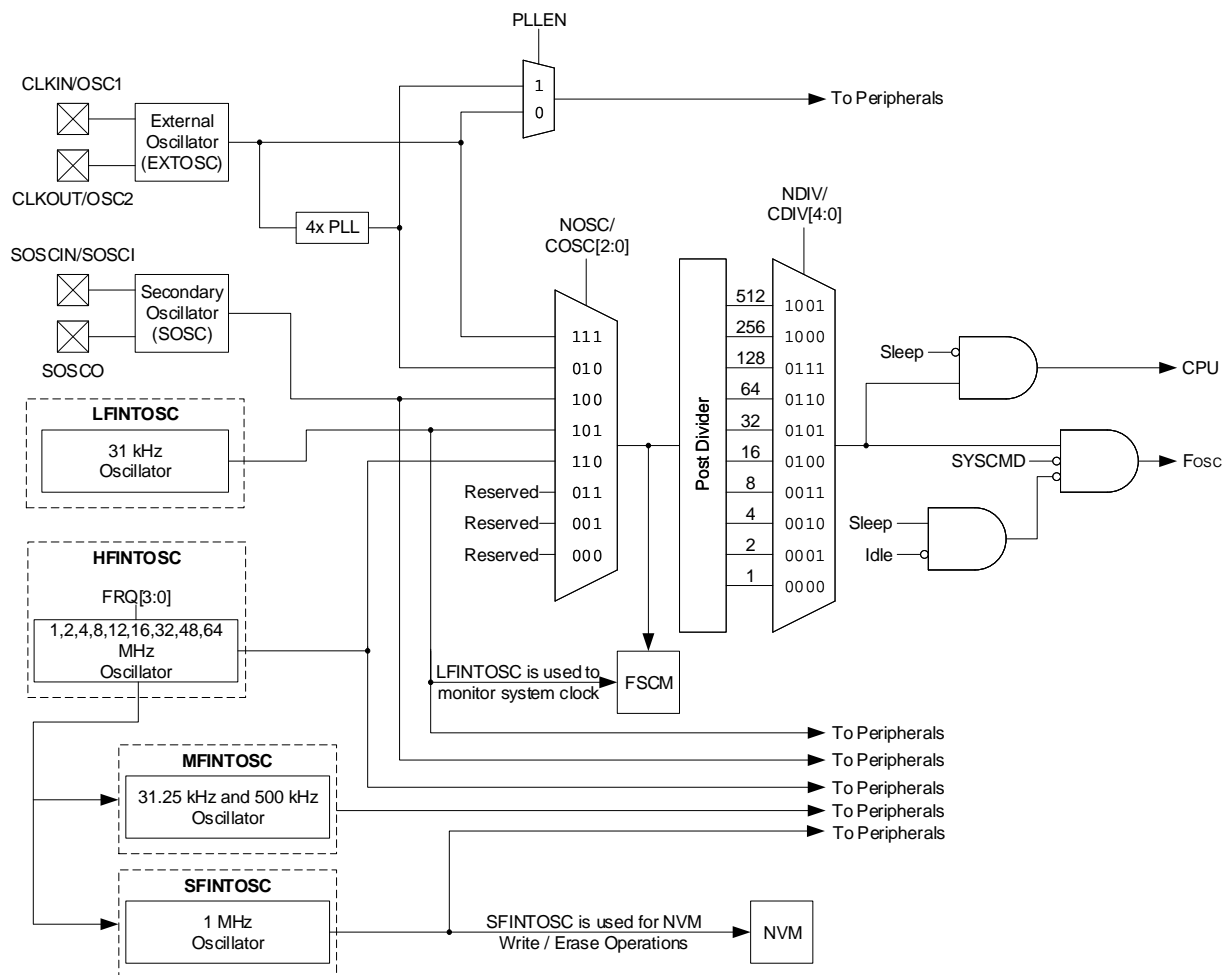 PLLEN
CLKIN/OSC1
1
0
To Peripherals
External
Oscillator
(EXTOSC)
CLKOUT/OSC2
4x PLL
NOSC/
COSC[2:0]
NDIV/
CDIV[4:0]
SOSCIN/SOSCI
Secondary
Oscillator
(SOSC)
SOSCO
111
010
100
101
110
Reserved 011
Reserved 001
Reserved 000
Post Divider
512 1001
256 1000
128 0111
64 0110
32 0101
16 0100
8 0011
4 0010
2 0001
1 0000
Sleep
CPU
SYSCMD
Fosc
Sleep
Idle
LFINTOSC
31 kHz
Oscillator
HFINTOSC
FRQ[3:0]
1,2,4,8,12,16,32,48,64
MHz
Oscillator
LFINTOSC is used to
monitor system clock
FSCM
To Peripherals
To Peripherals
To Peripherals
To Peripherals
To Peripherals
MFINTOSC
31.25 kHz and 500 kHz
Oscillator
SFINTOSC
1 MHz
Oscillator
SFINTOSC is used for NVM
Write / Erase Operations
NVM